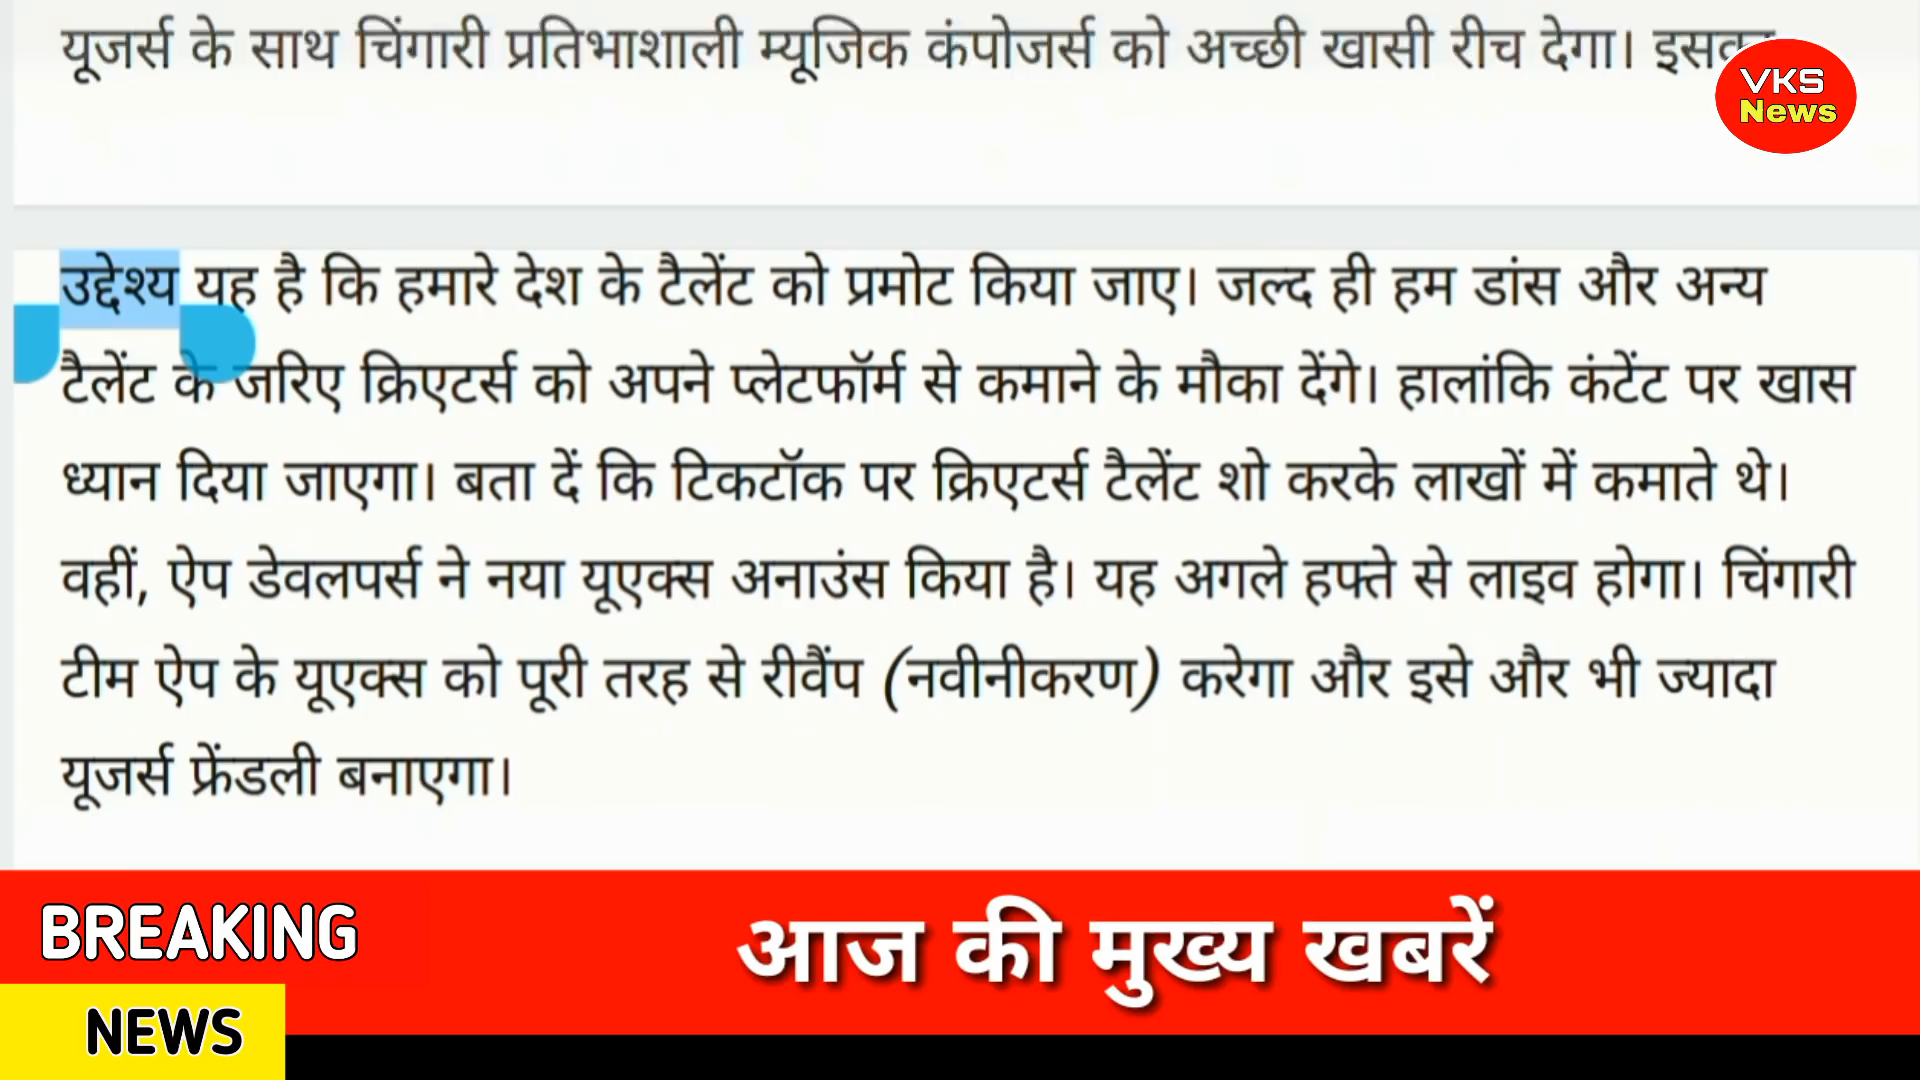 यूजर्स के साथ चिंगारी प्रतिभाशाली म्यूजिक कंपोजर्स को अच्छी खासी रीच देगा।
VKS
News
उद्देश्य यह है कि हमारे देश के टैलेंट को प्रमोट किया जाए। जल्द ही हम डांस और अन्य
टैलेंट के जरिए क्रिएटर्स को अपने प्लेटफॉर्म से कमाने के मौका देंगे। हालांकि कंटेंट पर खास
ध्यान दिया जाएगा। बता दें कि टिकटॉक पर क्रिएटर्स टैलेंट शो करके लाखों में कमाते थे।
वहीं, ऐप डेवलपर्स ने नया यूएक्स अनाउंस किया है। यह अगले हफ्ते से लाइव होगा। चिंगारी
टीम ऐप के यूएक्स को पूरी तरह से रीवैंप (नवीनीकरण) करेगा और इसे और भी ज्यादा
यूजर्स फ्रेंडली बनाएगा।
BREAKING
NEWS
आज की मुख्य खबरें